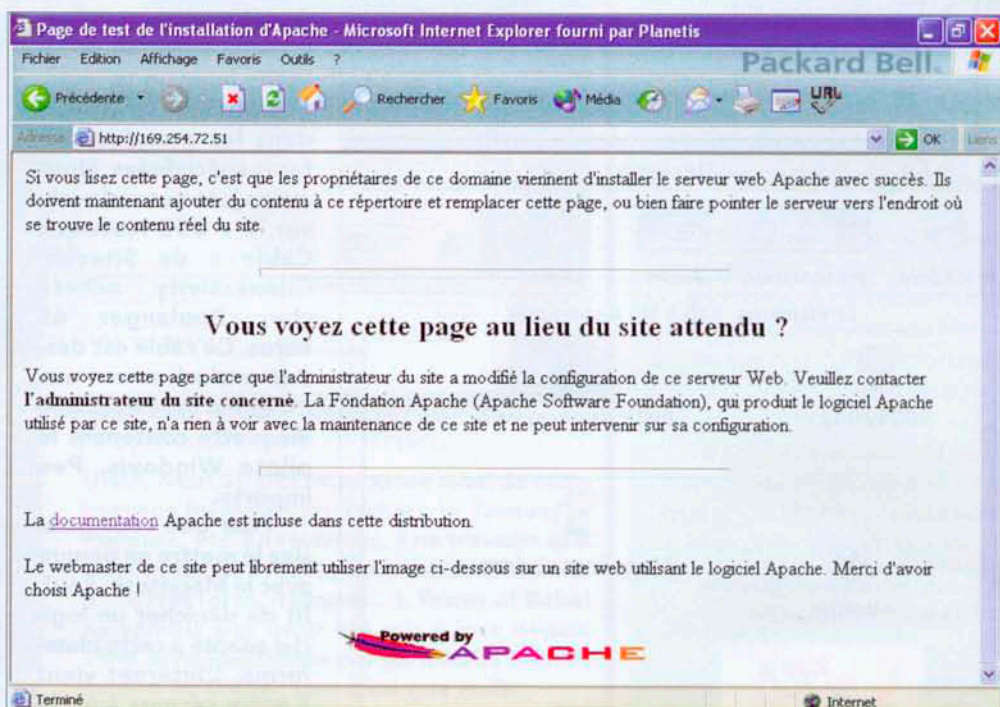 Page de test de l'installation d'Apache - Microsoft Internet Explorer fourni par Planetis
Fichier Edition Affichage Favoris Outils ?
Packard Bell.
Précédente Rechercher Favoris Média URL
Adresse http://169.254.72.51 OK Liens
Si vous lisez cette page, c'est que les propriétaires de ce domaine viennent d'installer le serveur web Apache avec succès. Ils
doivent maintenant ajouter du contenu à ce répertoire et remplacer cette page, ou bien faire pointer le serveur vers l'endroit où
se trouve le contenu réel du site.
Vous voyez cette page au lieu du site attendu ?
Vous voyez cette page parce que l'administrateur du site a modifié la configuration de ce serveur Web. Veuillez contacter
l'administrateur du site concerné. La Fondation Apache (Apache Software Foundation), qui produit le logiciel Apache
utilisé par ce site, n'a rien à voir avec la maintenance de ce site et ne peut intervenir sur sa configuration.
La documentation Apache est incluse dans cette distribution.
Le webmaster de ce site peut librement utiliser l'image ci-dessous sur un site web utilisant le logiciel Apache. Merci d'avoir
choisi Apache !
Powered by
APACHE
Terminé Internet